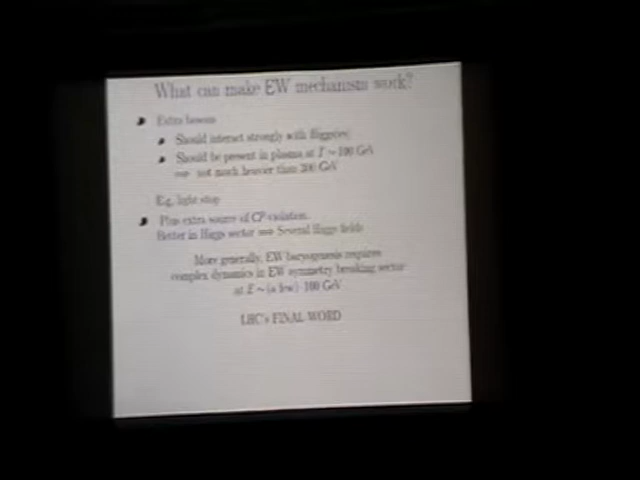 What can make EW mechanism work?
Extra bosons
Should interact strongly with Higgs(es)
Should be present in plasma at T ∼ 100 GeV
⟹ not much heavier than 300 GeV
E.g. light stop
Plus extra source of CP-violation.
Better in Higgs sector ⟹ Several Higgs fields
More generally, EW baryogenesis requires
complex dynamics in EW symmetry breaking sector
at E ∼ (a few) · 100 GeV
LHC's FINAL WORD